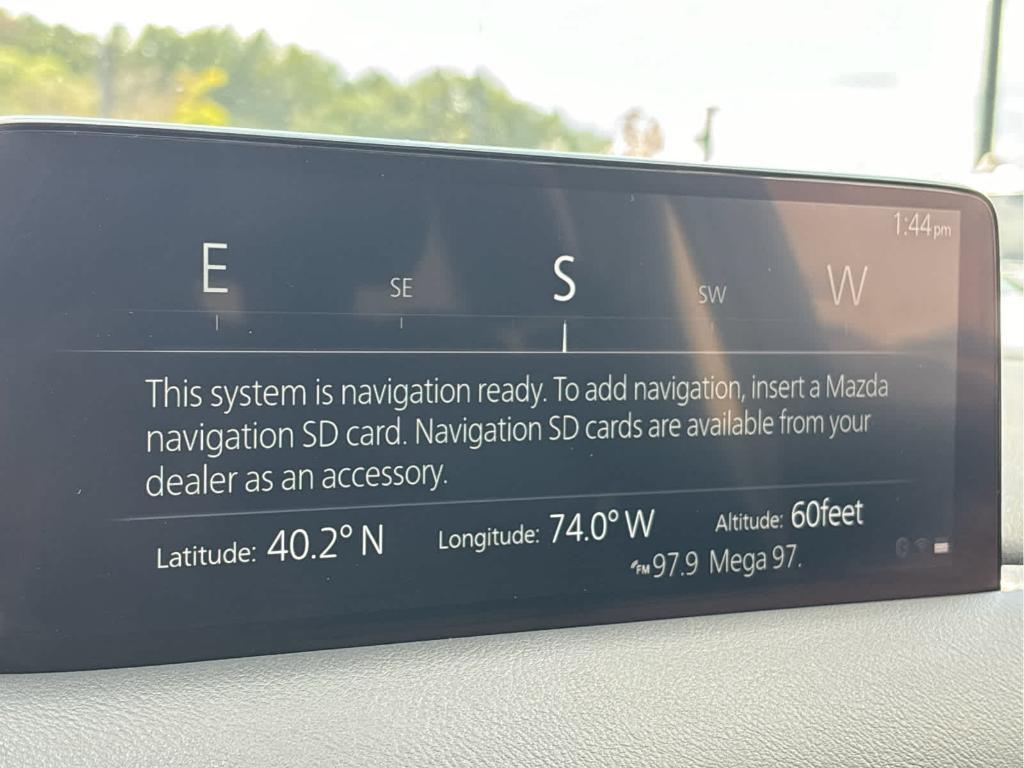 1:44pm
E SE S SW W
This system is navigation ready. To add navigation, insert a Mazda
navigation SD card. Navigation SD cards are available from your
dealer as an accessory.
Latitude: 40.2° N Longitude: 74.0° W Altitude: 60feet
FM 97.9 Mega 97.